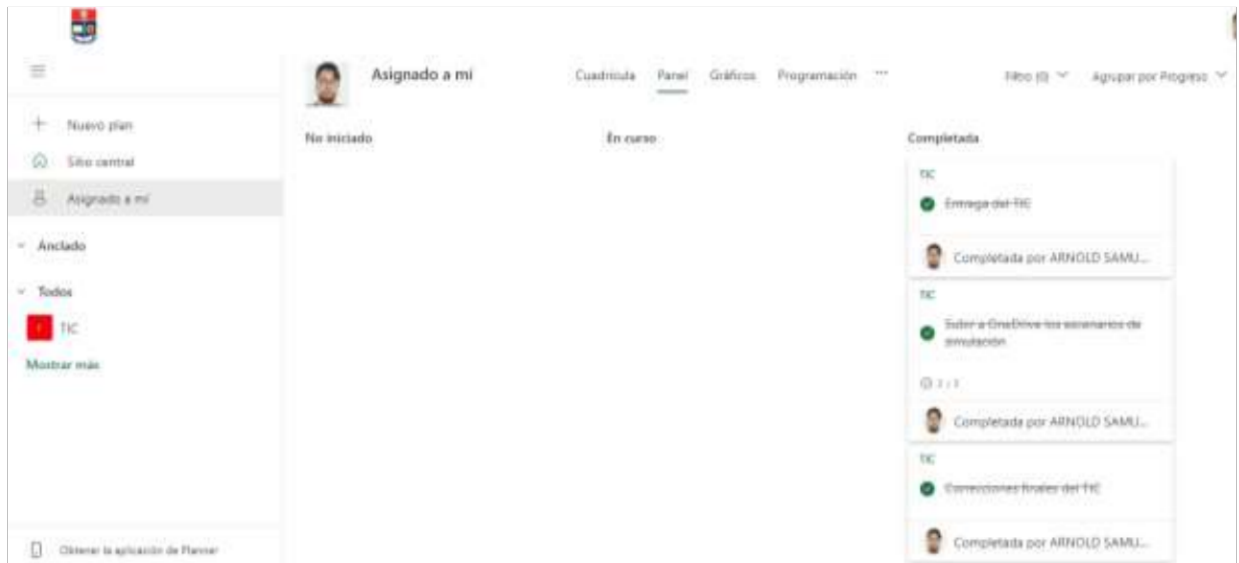 Asignado a mi
Cuadrícula Panel Gráficos Programación ...
Filtro (0) Agrupar por Progreso
Nuevo plan
Sitio central
Asignado a mí
Anclado
Todos
TIC
Mostrar más
Obtener la aplicación de Planner
No iniciado
En curso
Completada
TIC
Entrega del TIC
Completada por ARNOLD SAMU...
TIC
Subir a OneDrive los escenarios de
simulación
Completada por ARNOLD SAMU...
TIC
Correcciones finales del TIC
Completada por ARNOLD SAMU...